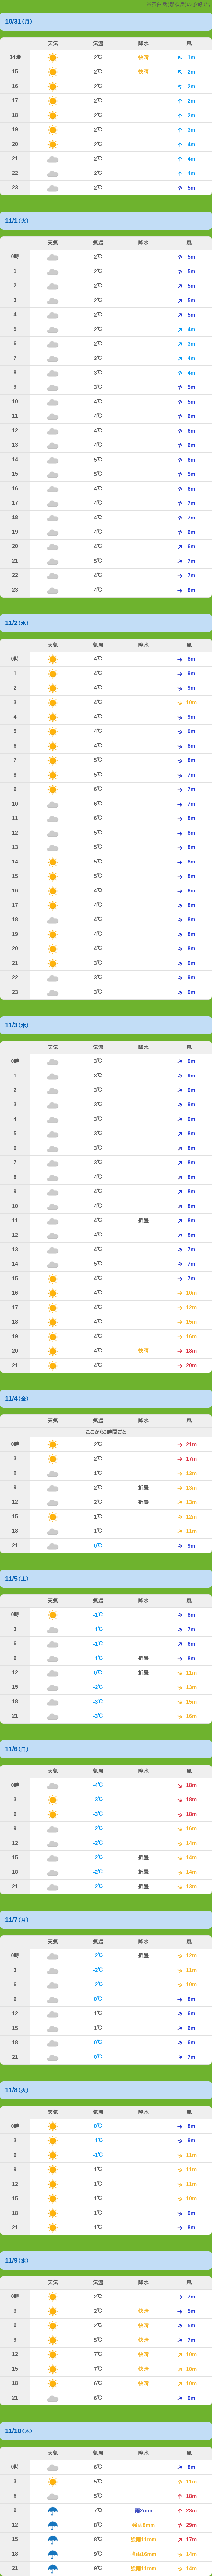 10/31(月)
天気 気温 降水 風
14時 2℃ 快適 1m
15 2℃ 快適 2m
16 2℃ 2m
17 2℃ 2m
18 2℃ 2m
19 2℃ 3m
20 2℃ 4m
21 2℃ 4m
22 2℃ 4m
23 2℃ 5m
11/1(火)
天気 気温 降水 風
0時 2℃ 5m
1 2℃ 5m
2 2℃ 5m
3 2℃ 5m
4 2℃ 5m
5 2℃ 4m
6 2℃ 3m
7 3℃ 4m
8 3℃ 4m
9 3℃ 5m
10 4℃ 5m
11 4℃ 6m
12 4℃ 6m
13 4℃ 6m
14 5℃ 6m
15 5℃ 5m
16 4℃ 6m
17 4℃ 7m
18 4℃ 7m
19 4℃ 6m
20 4℃ 6m
21 5℃ 7m
22 4℃ 7m
23 4℃ 8m
11/2(水)
天気 気温 降水 風
0時 4℃ 8m
1 4℃ 9m
2 4℃ 9m
3 4℃ 10m
4 4℃ 9m
5 4℃ 9m
6 4℃ 8m
7 5℃ 8m
8 5℃ 7m
9 6℃ 7m
10 6℃ 7m
11 6℃ 8m
12 5℃ 8m
13 5℃ 8m
14 5℃ 8m
15 5℃ 8m
16 4℃ 8m
17 4℃ 8m
18 4℃ 8m
19 4℃ 8m
20 4℃ 8m
21 3℃ 9m
22 3℃ 9m
23 3℃ 9m
11/3(木)
天気 気温 降水 風
0時 3℃ 9m
1 3℃ 9m
2 3℃ 9m
3 3℃ 9m
4 3℃ 9m
5 3℃ 8m
6 3℃ 8m
7 3℃ 8m
8 4℃ 8m
9 4℃ 8m
10 4℃ 8m
11 4℃ 折畳 8m
12 4℃ 8m
13 4℃ 7m
14 5℃ 7m
15 4℃ 7m
16 4℃ 10m
17 4℃ 12m
18 4℃ 15m
19 4℃ 16m
20 4℃ 快適 18m
21 4℃ 20m
11/4(金)
天気 気温 降水 風
ここから3時間ごと
0時 2℃ 21m
3 2℃ 17m
6 1℃ 13m
9 2℃ 折畳 13m
12 2℃ 折畳 13m
15 1℃ 12m
18 1℃ 11m
21 0℃ 9m
11/5(土)
天気 気温 降水 風
0時 -1℃ 8m
3 -1℃ 7m
6 -1℃ 6m
9 -1℃ 折畳 8m
12 0℃ 折畳 11m
15 -2℃ 13m
18 -3℃ 15m
21 -3℃ 16m
11/6(日)
天気 気温 降水 風
0時 -4℃ 18m
3 -3℃ 18m
6 -3℃ 18m
9 -2℃ 16m
12 -2℃ 14m
15 -2℃ 折畳 14m
18 -2℃ 折畳 14m
21 -2℃ 折畳 13m
11/7(月)
天気 気温 降水 風
0時 -2℃ 折畳 12m
3 -2℃ 11m
6 -2℃ 10m
9 0℃ 8m
12 1℃ 6m
15 1℃ 6m
18 0℃ 6m
21 0℃ 7m
11/8(火)
天気 気温 降水 風
0時 0℃ 8m
3 -1℃ 9m
6 -1℃ 11m
9 1℃ 11m
12 1℃ 11m
15 1℃ 10m
18 1℃ 9m
21 1℃ 8m
11/9(水)
天気 気温 降水 風
0時 2℃ 7m
3 2℃ 快適 5m
6 2℃ 快適 5m
9 5℃ 快適 7m
12 7℃ 快適 10m
15 7℃ 快適 10m
18 6℃ 快適 10m
21 6℃ 9m
11/10(木)
天気 気温 降水 風
0時 6℃ 8m
3 5℃ 11m
6 5℃ 18m
9 7℃ 雨2mm 23m
12 8℃ 強雨8mm 29m
15 8℃ 強雨11mm 17m
18 9℃ 強雨16mm 14m
21 9℃ 強雨11mm 14m